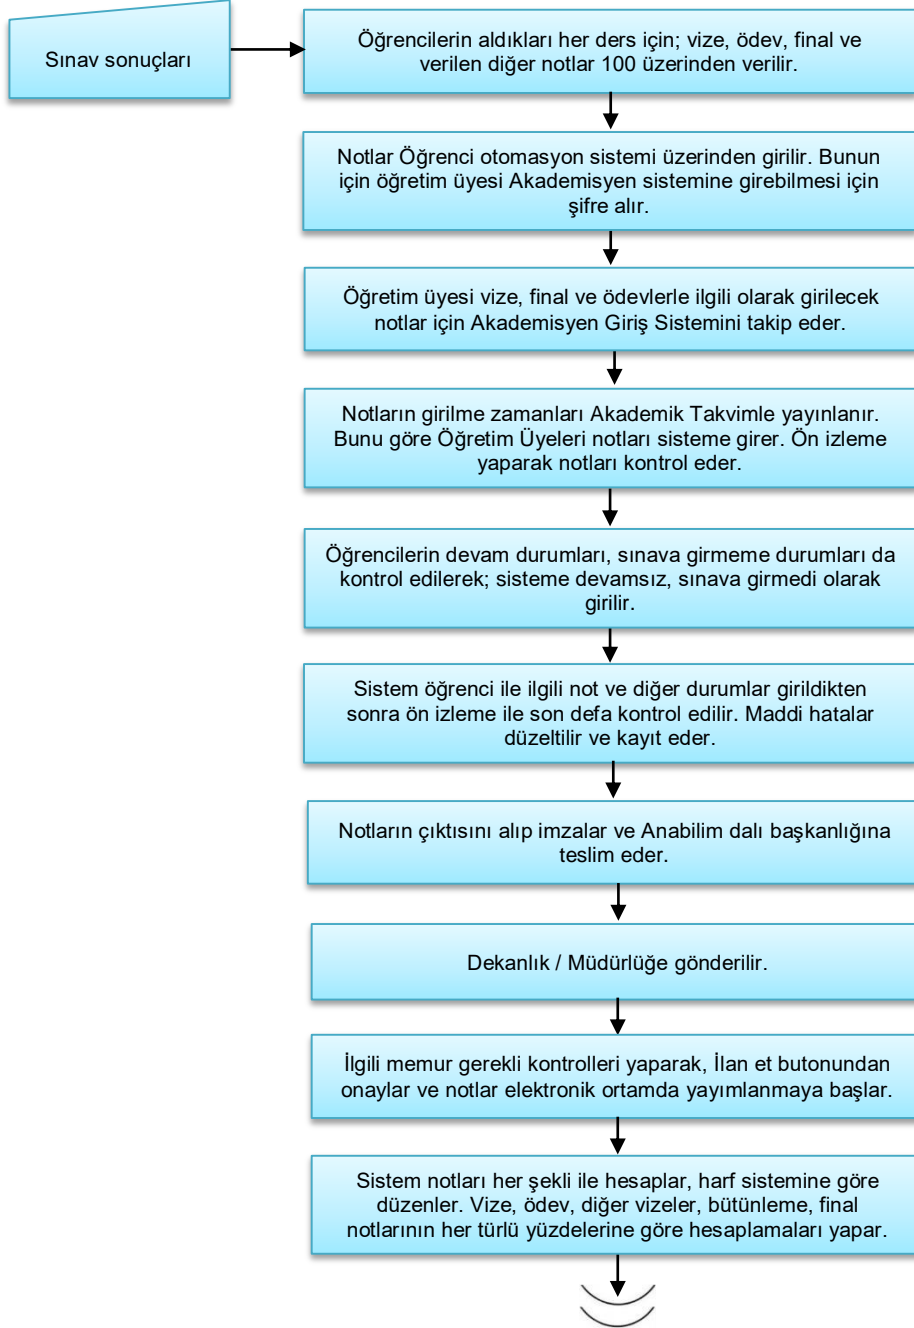 Sınav sonuçları
Öğrencilerin aldıkları her ders için; vize, ödev, final ve
verilen diğer notlar 100 üzerinden verilir.
Notlar Öğrenci otomasyon sistemi üzerinden girilir. Bunun
için öğretim üyesi Akademisyen sistemine girebilmesi için
şifre alır.
Öğretim üyesi vize, final ve ödevlerle ilgili olarak girilecek
notlar için Akademisyen Giriş Sistemini takip eder.
Notların girilme zamanları Akademik Takvimle yayınlanır.
Bunu göre Öğretim Üyeleri notları sisteme girer. Ön izleme
yaparak notları kontrol eder.
Öğrencilerin devam durumları, sınava girmeme durumları da
kontrol edilerek; sisteme devamsız, sınava girmedi olarak
girilir.
Sistem öğrenci ile ilgili not ve diğer durumlar girildikten
sonra ön izleme ile son defa kontrol edilir. Maddi hatalar
düzeltilir ve kayıt eder.
Notların çıktısını alıp imzalar ve Anabilim dalı başkanlığına
teslim eder.
Dekanlık / Müdürlüğe gönderilir.
İlgili memur gerekli kontrolleri yaparak, İlan et butonundan
onaylar ve notlar elektronik ortamda yayımlanmaya başlar.
Sistem notları her şekli ile hesaplar, harf sistemine göre
düzenler. Vize, ödev, diğer vizeler, bütünleme, final
notlarının her türlü yüzdelerine göre hesaplamaları yapar.